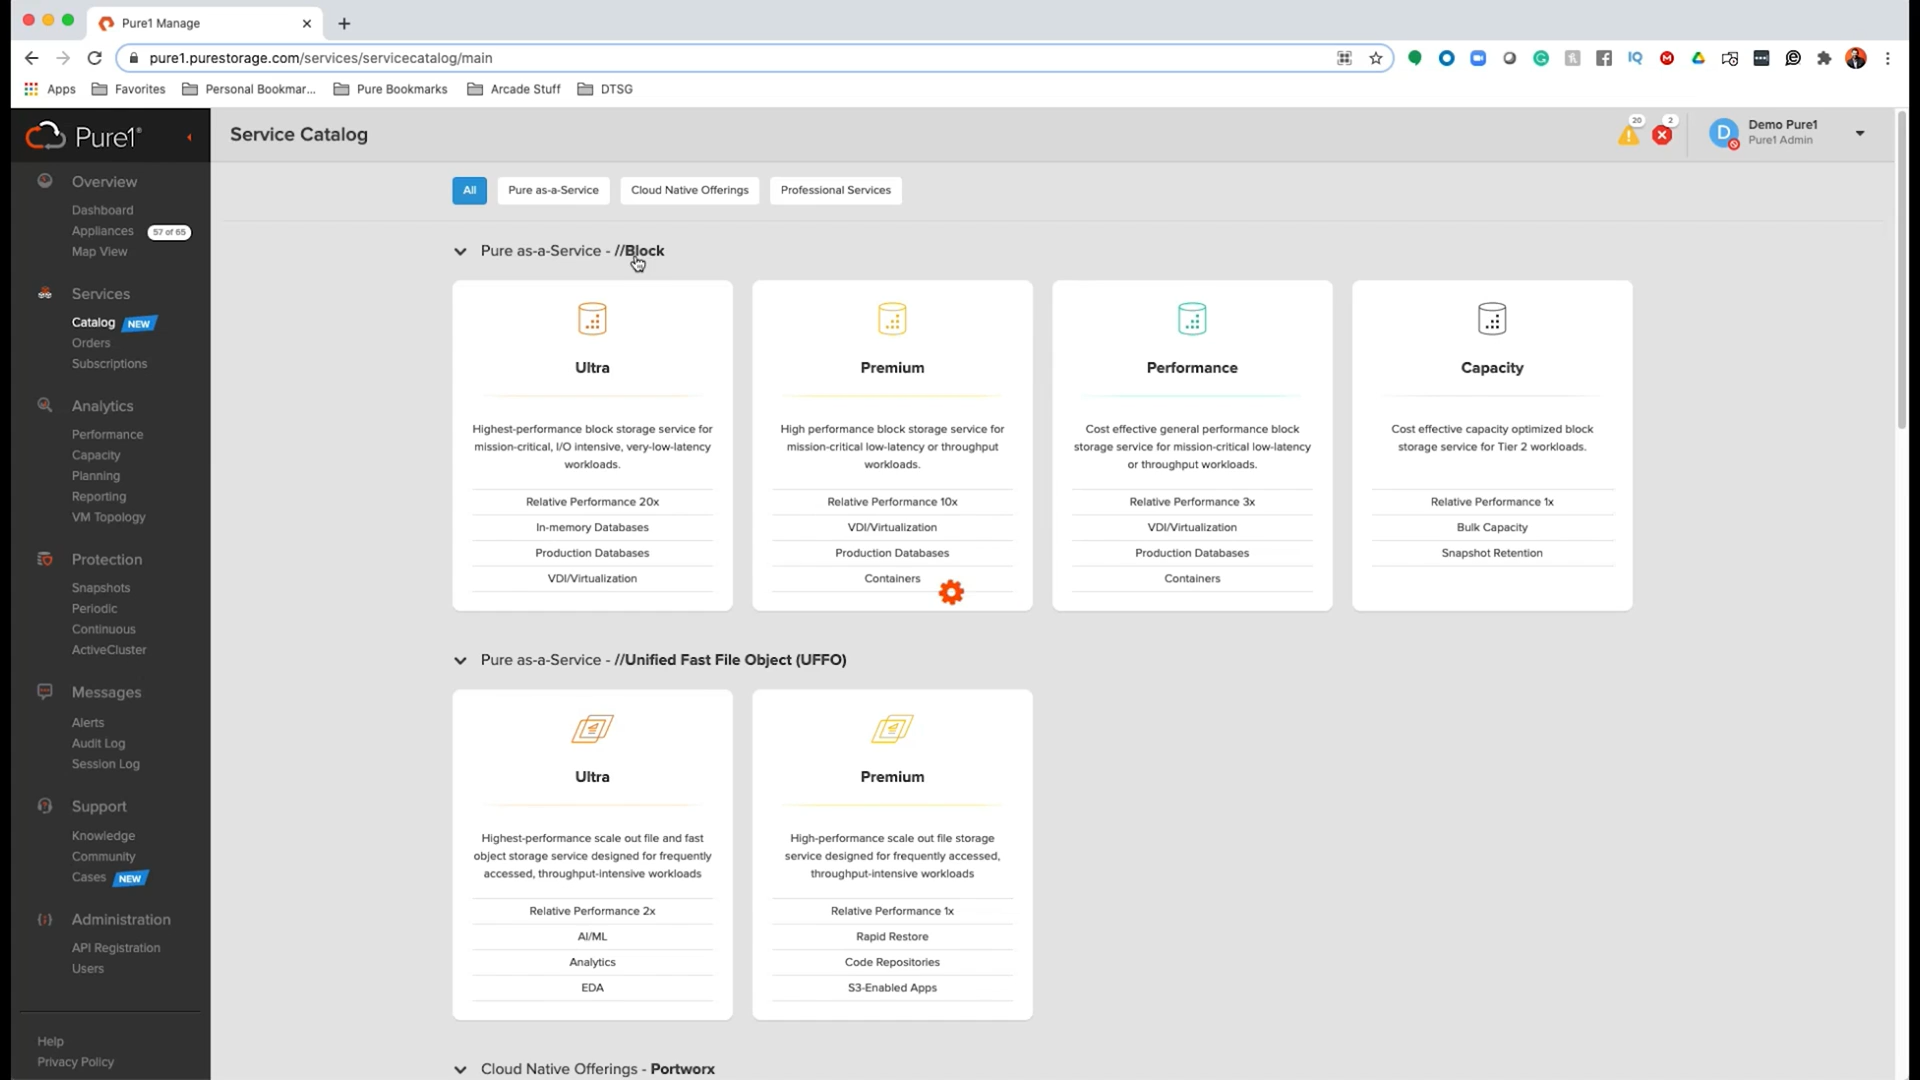 Pure1 Manage
pure1.purestorage.com/services/servicecatalog/main
Apps
Favorites
Personal Bookmar...
Pure Bookmarks
Arcade Stuff
DTSG
Pure1®
Service Catalog
20
2
D
Demo Pure1
Pure1 Admin
Overview
Dashboard
Appliances
57 of 65
Map View
Services
Catalog
NEW
Orders
Subscriptions
Analytics
Performance
Capacity
Planning
Reporting
VM Topology
Protection
Snapshots
Periodic
Continuous
ActiveCluster
Messages
Alerts
Audit Log
Session Log
Support
Knowledge
Community
Cases
NEW
Administration
API Registration
Users
Help
Privacy Policy
All
Pure as-a-Service
Cloud Native Offerings
Professional Services
Pure as-a-Service - //Block
Ultra
Highest-performance block storage service for
mission-critical, I/O intensive, very-low-latency
workloads.
Relative Performance 20x
In-memory Databases
Production Databases
VDI/Virtualization
Premium
High performance block storage service for
mission-critical low-latency or throughput
workloads.
Relative Performance 10x
VDI/Virtualization
Production Databases
Containers
Performance
Cost effective general performance block
storage service for mission-critical low-latency
or throughput workloads.
Relative Performance 3x
VDI/Virtualization
Production Databases
Containers
Capacity
Cost effective capacity optimized block
storage service for Tier 2 workloads.
Relative Performance 1x
Bulk Capacity
Snapshot Retention
Pure as-a-Service - //Unified Fast File Object (UFFO)
Ultra
Highest-performance scale out file and fast
object storage service designed for frequently
accessed, throughput-intensive workloads
Relative Performance 2x
AI/ML
Analytics
EDA
Premium
High-performance scale out file storage
service designed for frequently accessed,
throughput-intensive workloads
Relative Performance 1x
Rapid Restore
Code Repositories
S3-Enabled Apps
Cloud Native Offerings - Portworx